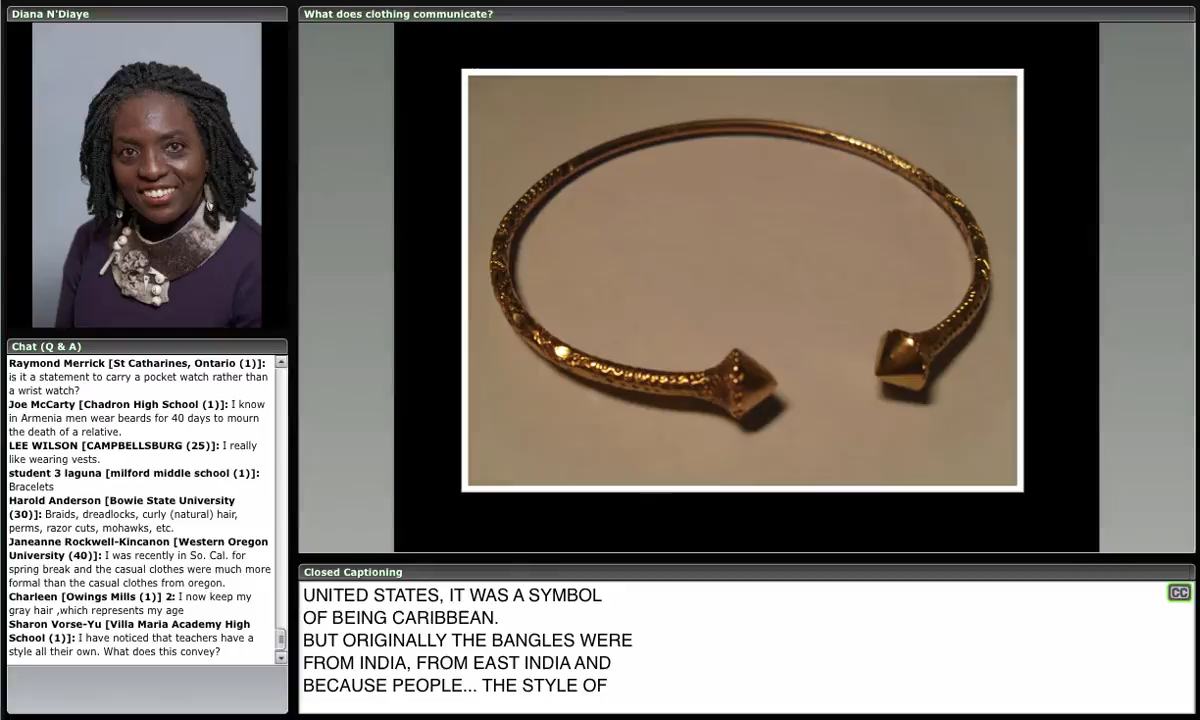 Diana N'Diaye
What does clothing communicate?
Chat (Q & A)
Raymond Merrick [St Catharines, Ontario (1)]:
is it a statement to carry a pocket watch rather than
a wrist watch?
Joe McCarty [Chadron High School (1)]: I know
in Armenia men wear beards for 40 days to mourn
the death of a relative.
LEE WILSON [CAMPBELLSBURG (25)]: I really
like wearing vests.
student 3 laguna [milford middle school (1)]:
Bracelets
Harold Anderson [Bowie State University
(30)]: Braids, dreadlocks, curly (natural) hair,
perms, razor cuts, mohawks, etc.
Janeanne Rockwell-Kincanon [Western Oregon
University (40)]: I was recently in So. Cal. for
spring break and the casual clothes were much more
formal than the casual clothes from oregon.
Charleen [Owings Mills (1)] 2: I now keep my
gray hair ,which represents my age
Sharon Vorse-Yu [Villa Maria Academy High
School (1)]: I have noticed that teachers have a
style all their own. What does this convey?
Closed Captioning
CC
UNITED STATES, IT WAS A SYMBOL
OF BEING CARIBBEAN.
BUT ORIGINALLY THE BANGLES WERE
FROM INDIA, FROM EAST INDIA AND
BECAUSE PEOPLE... THE STYLE OF